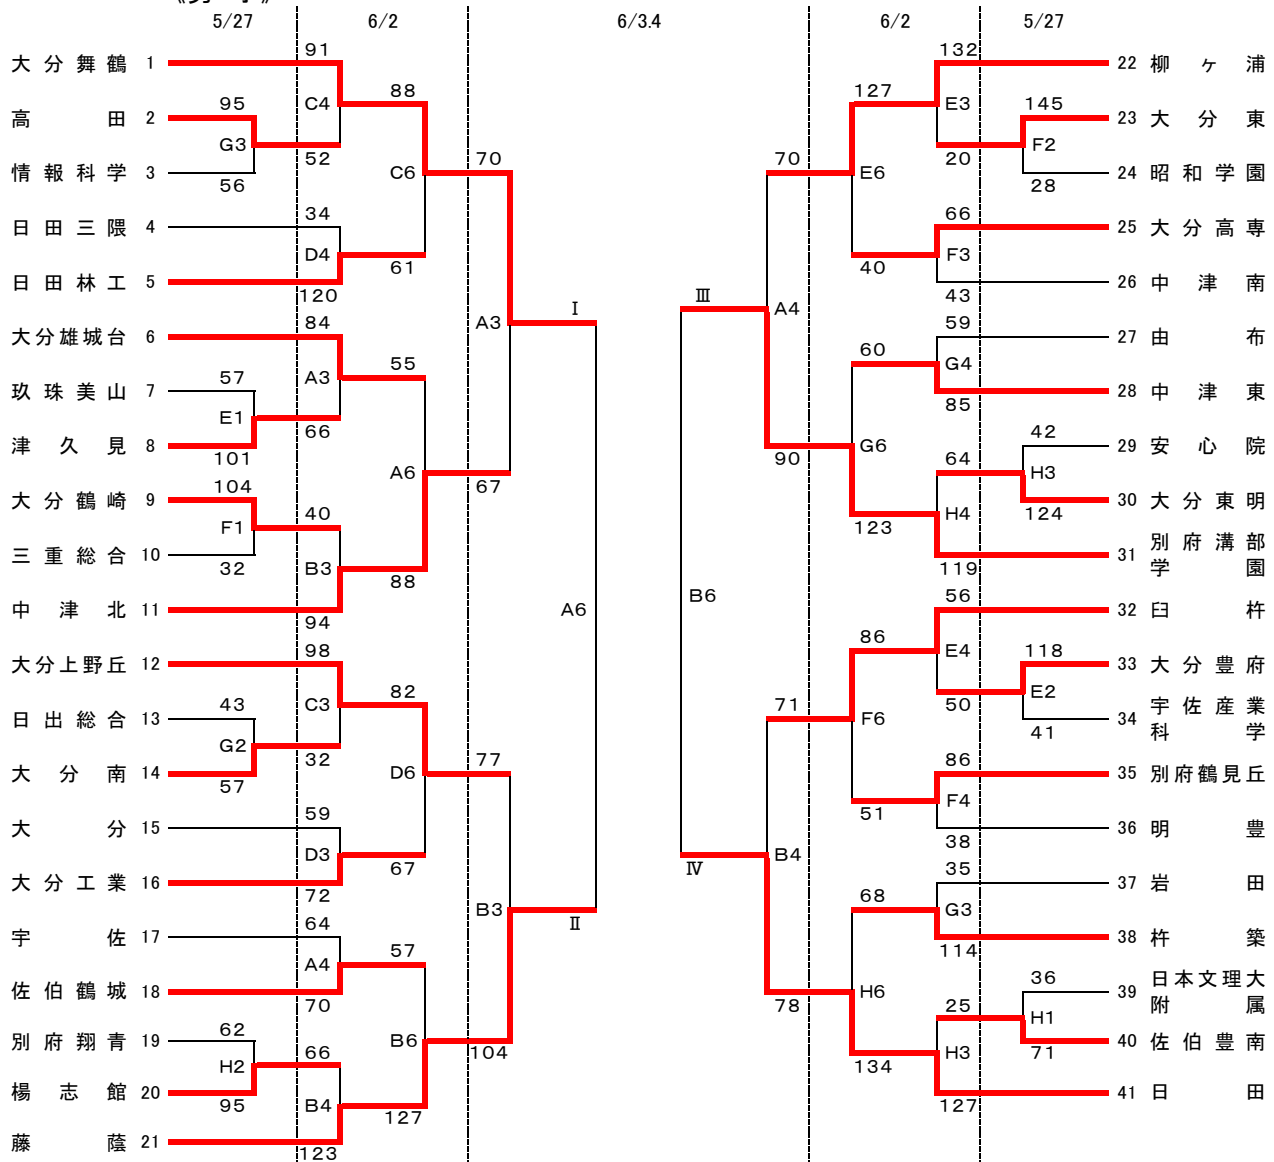 5/27 6/2 6/3.4 6/2 5/27
91 132
大分舞鶴 1 22 柳ヶ浦
88 127
95 C4 E3 145
高田 2 23 大分東
G3 F2
52 70 70 20
情報科学 3 C6 E6 24 昭和学園
56 28
34 66
日田三隈 4 25 大分高専
D4 F3
61 40
日田林工 5 26 中津南
120 Ⅰ Ⅲ 43
84 A3 A4 59
大分雄城台 6 27 由布
55 60
57 A3 G4
玖珠美山 7 28 中津東
85
E1 42
66
津久見 8 G6 29 安心院
101 90 64
A6 H3
104 67
大分鶴崎 9 30 大分東明
40 H4 124
F1 123
三重総合 10 31 別府溝部学園
32 B3 119
88
B6 56
中津北 11 A6 32 臼杵
94 86
98 E4 118
大分上野丘 12 33 大分豊府
82 E2
43 C3 71 50
日出総合 13 F6 34 宇佐産業科学
G2 41
32 77 86
大分南 14 D6 35 別府鶴見丘
57 F4
59 51
大分 15 36 明豊
38
D3 B4
67 Ⅳ 35
大分工業 16 37 岩田
72 68
B3 G3
64 Ⅱ
宇佐 17 38 杵築
57 114
A4 36
佐伯鶴城 18 H6 39 日本文理大附属
70 78 25
62 H1
別府翔青 19 B6 40 佐伯豊南
66 104 H3 71
H2 134
楊志館 20 41 日田
95 B4 127
127
藤蔭 21
123